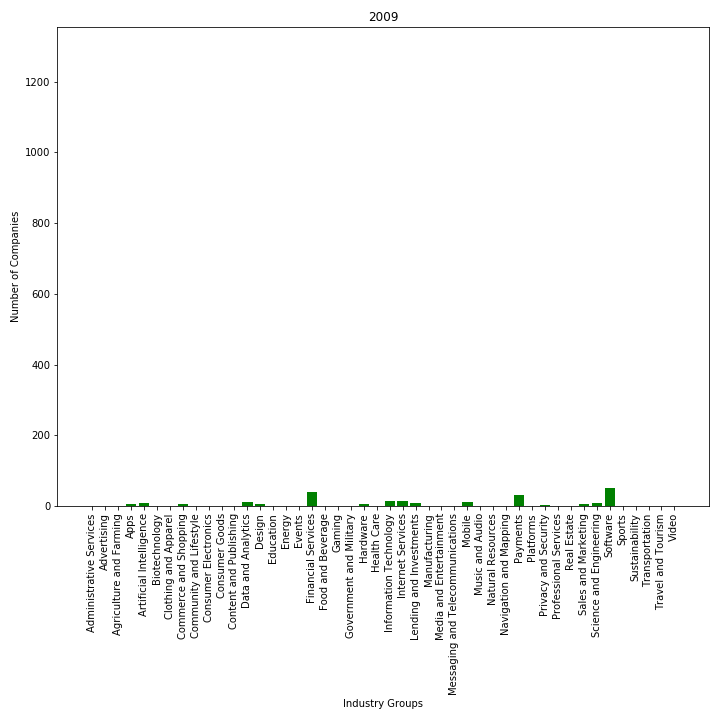 2009
Number of Companies
1200
1000
800
600
400
200
0
Administrative Services
Advertising
Agriculture and Farming
Apps
Artificial Intelligence
Biotechnology
Clothing and Apparel
Commerce and Shopping
Community and Lifestyle
Consumer Electronics
Consumer Goods
Content and Publishing
Data and Analytics
Design
Education
Energy
Events
Financial Services
Food and Beverage
Gaming
Government and Military
Hardware
Health Care
Information Technology
Internet Services
Lending and Investments
Manufacturing
Media and Entertainment
Messaging and Telecommunications
Mobile
Music and Audio
Natural Resources
Navigation and Mapping
Payments
Platforms
Privacy and Security
Professional Services
Real Estate
Sales and Marketing
Science and Engineering
Software
Sports
Sustainability
Transportation
Travel and Tourism
Video
Industry Groups